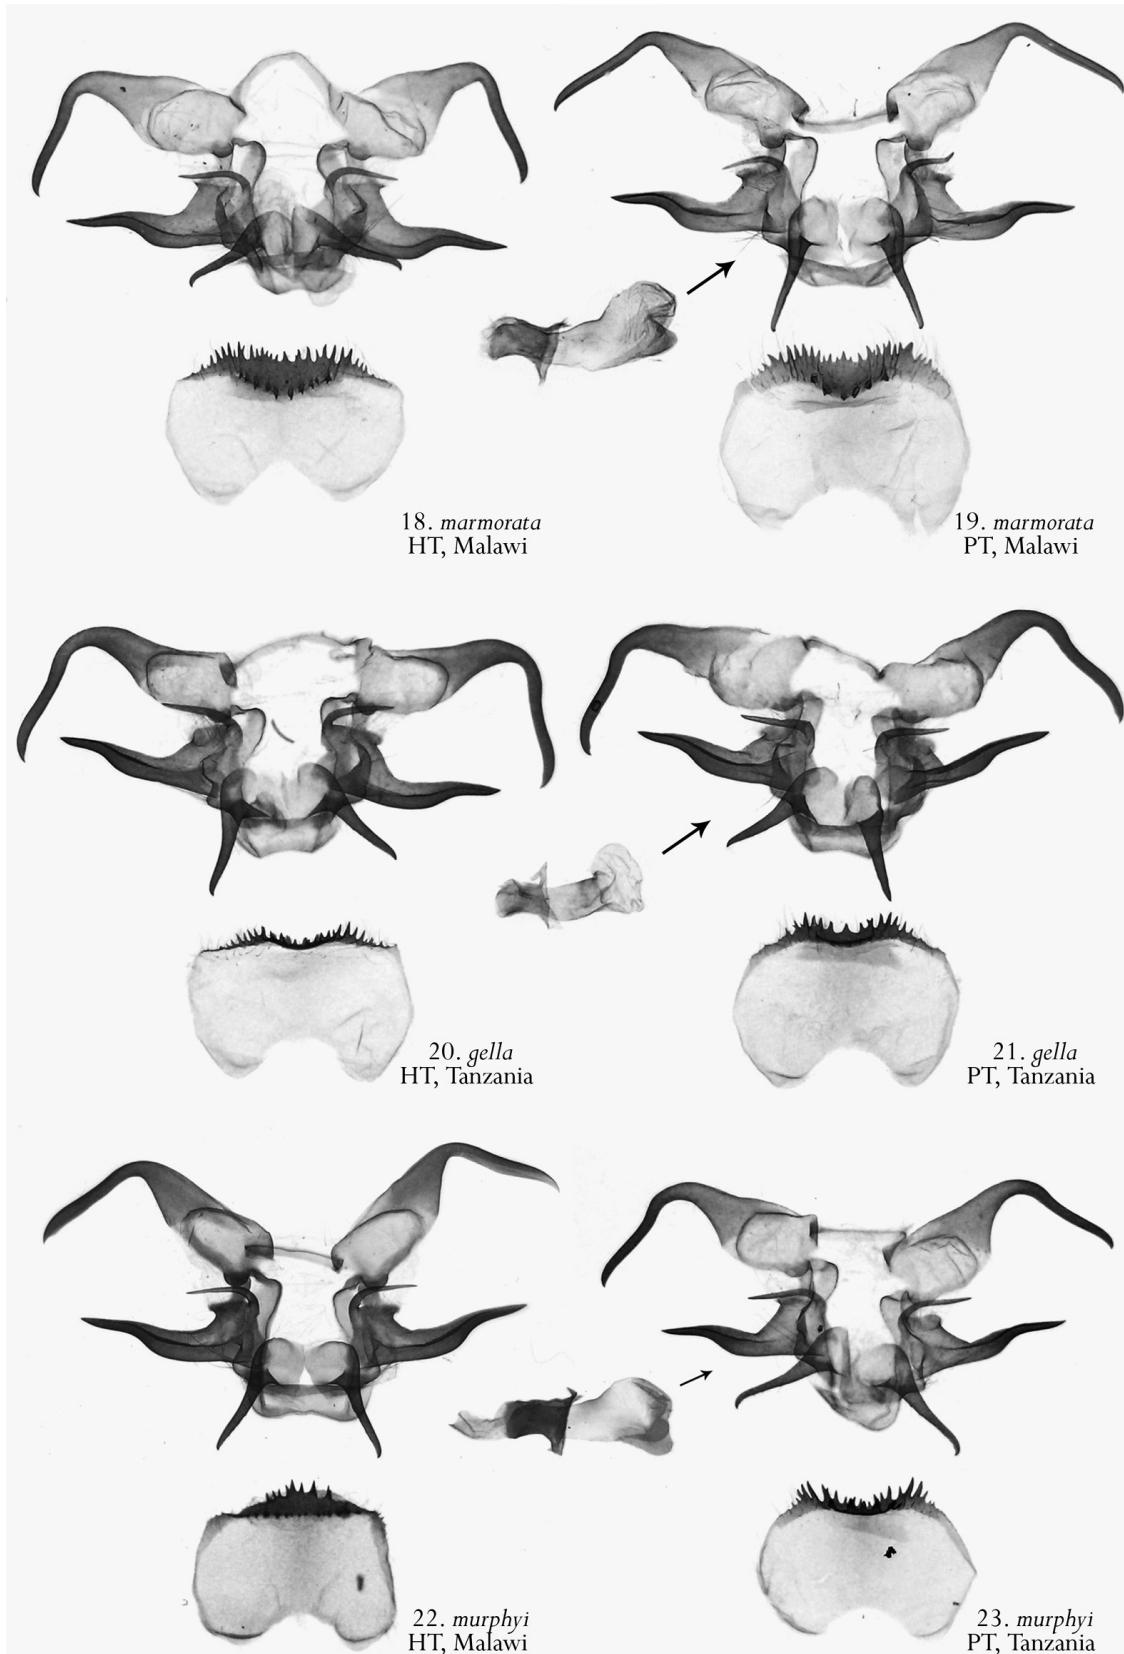 18. marmorata
HT, Malawi
19. marmorata
PT, Malawi
20. gella
HT, Tanzania
21. gella
PT, Tanzania
22. murphyi
HT, Malawi
23. murphyi
PT, Tanzania